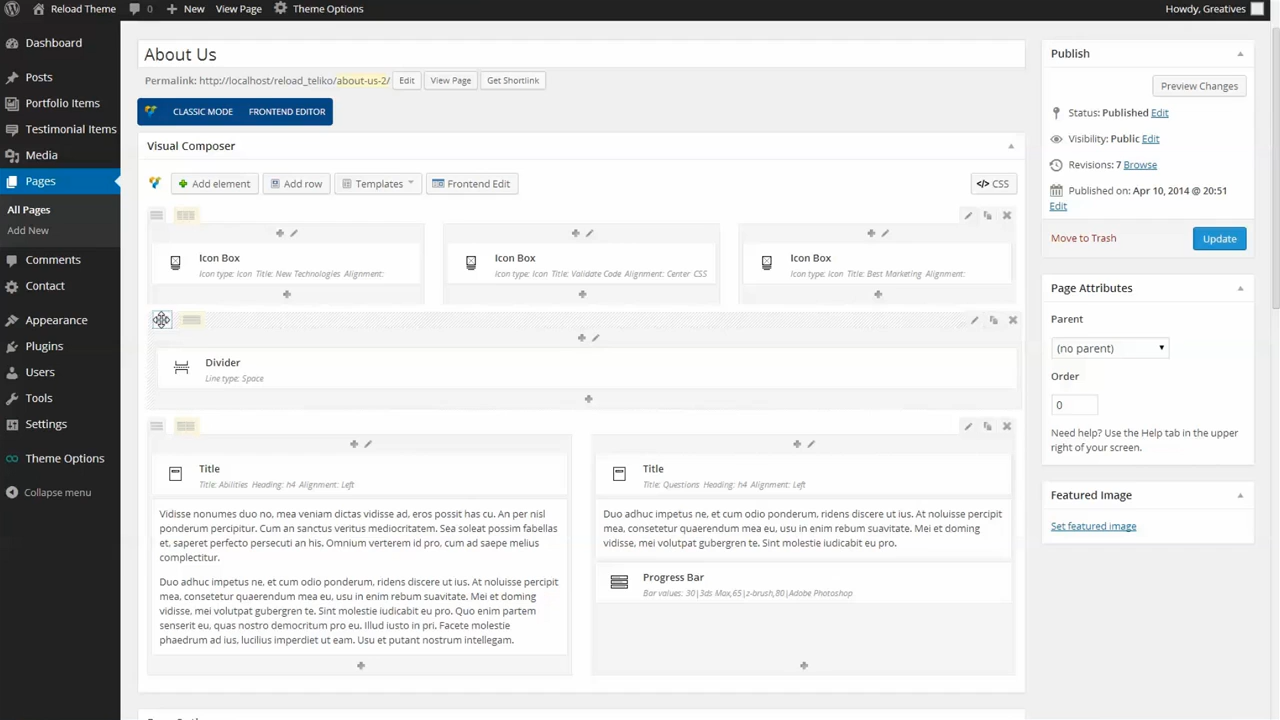 Reload Theme 0 New View Page Theme Options Howdy, Greatives
Dashboard
Posts
Portfolio Items
Testimonial Items
Media
Pages
All Pages
Add New
Comments
Contact
Appearance
Plugins
Users
Tools
Settings
Theme Options
Collapse menu
About Us
Permalink: http://localhost/reload_teliko/about-us-2/ Edit View Page Get Shortlink
CLASSIC MODE FRONTEND EDITOR
Visual Composer
Add element Add row Templates Frontend Edit </> CSS
Icon Box
Icon type: Icon Title: New Technologies Alignment:
Icon Box
Icon type: Icon Title: Validate Code Alignment: Center CSS
Icon Box
Icon type: Icon Title: Best Marketing Alignment:
Divider
Line type: Space
Title
Title: Abilities Heading: h4 Alignment: Left
Vidisse nonumes duo no, mea veniam dictas vidisse ad, eros possit has cu. An per nisl
ponderum percipitur. Cum an sanctus veritus mediocritatem. Sea soleat possim fabellas
et, saperet perfecto persecuti an his. Omnium verterem id pro, cum ad saepe melius
complectitur.
Duo adhuc impetus ne, et cum odio ponderum, ridens discere ut ius. At nonumes percipit
mea, consetetur quaerendum mea eu, usu in enim rebum suavitate. Mei et doming
vidisse, mei volutpat gubergren te. Sint molestie iudicabit eu pro. Quo enim partem
senserit eu, quas nostro democritum pro eu. Illud iusto in pri. Facete molestie
phaedrum ad ius, lucilius imperdiet ut eam. Usu et putant nostrum intellegam.
Title
Title: Questions Heading: h4 Alignment: Left
Duo adhuc impetus ne, et cum odio ponderum, ridens discere ut ius. At nonumes percipit
mea, consetetur quaerendum mea eu, usu in enim rebum suavitate. Mei et doming
vidisse, mei volutpat gubergren te. Sint molestie iudicabit eu pro.
Progress Bar
Bar values: 30|3ds Max,65|z-brush,80|Adobe Photoshop
Publish
Preview Changes
Status: Published Edit
Visibility: Public Edit
Revisions: 7 Browse
Published on: Apr 10, 2014 @ 20:51
Edit
Move to Trash Update
Page Attributes
Parent
(no parent)
Order
0
Need help? Use the Help tab in the upper
right of your screen.
Featured Image
Set featured image